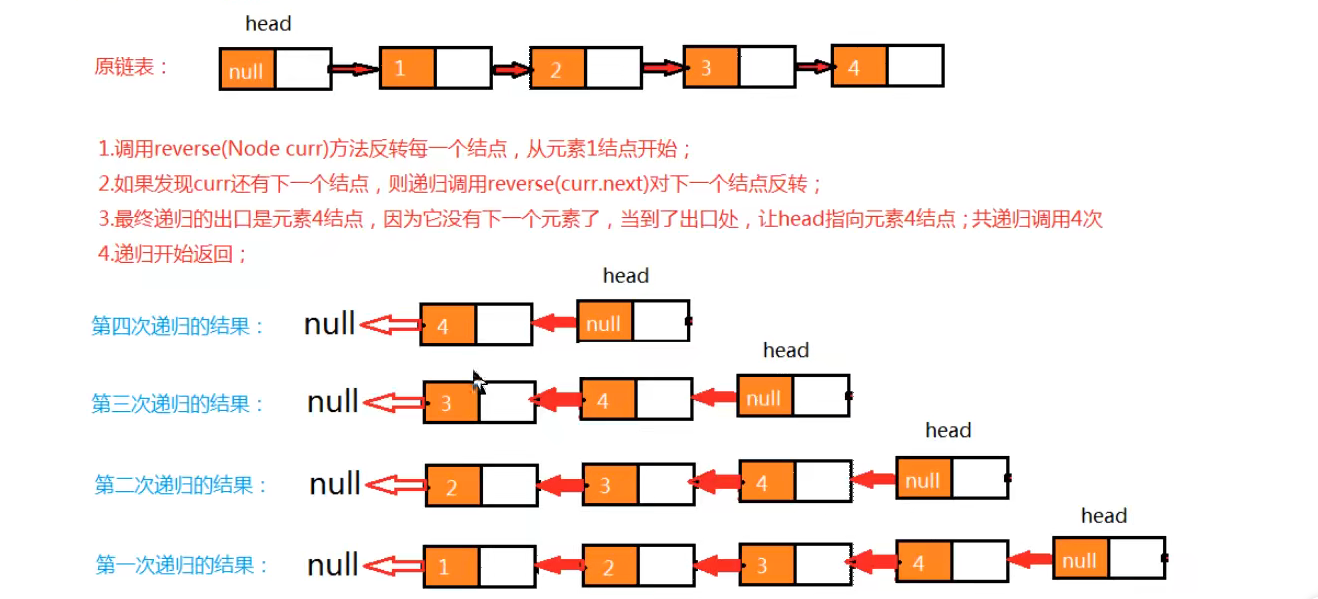 head
原链表： null 1 2 3 4
1.调用reverse(Node curr)方法反转每一个结点，从元素1结点开始；
2.如果发现curr还有下一个结点，则递归调用reverse(curr.next)对下一个结点反转；
3.最终递归的出口是元素4结点，因为它没有下一个元素了，当到了出口处，让head指向元素4结点；共递归调用4次
4.递归开始返回；
head
第四次递归的结果： null 4 null
head
第三次递归的结果： null 3 4 null
head
第二次递归的结果： null 2 3 4 null
head
第一次递归的结果： null 1 2 3 4 null